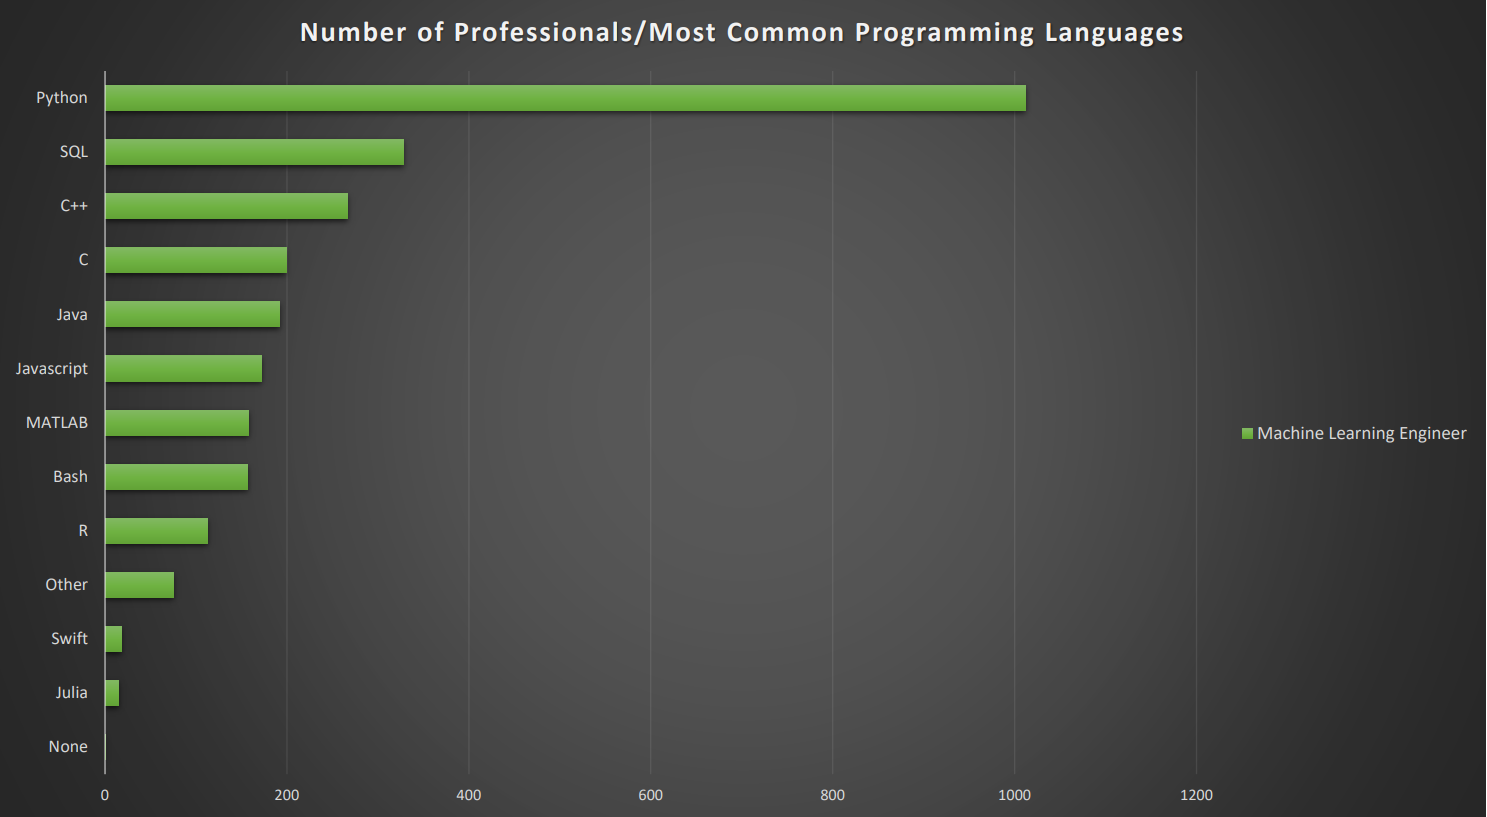 Number of Professionals/Most Common Programming Languages
Python
SQL
C++
C
Java
Javascript
MATLAB
Bash
R
Other
Swift
Julia
None
0 200 400 600 800 1000 1200
Machine Learning Engineer